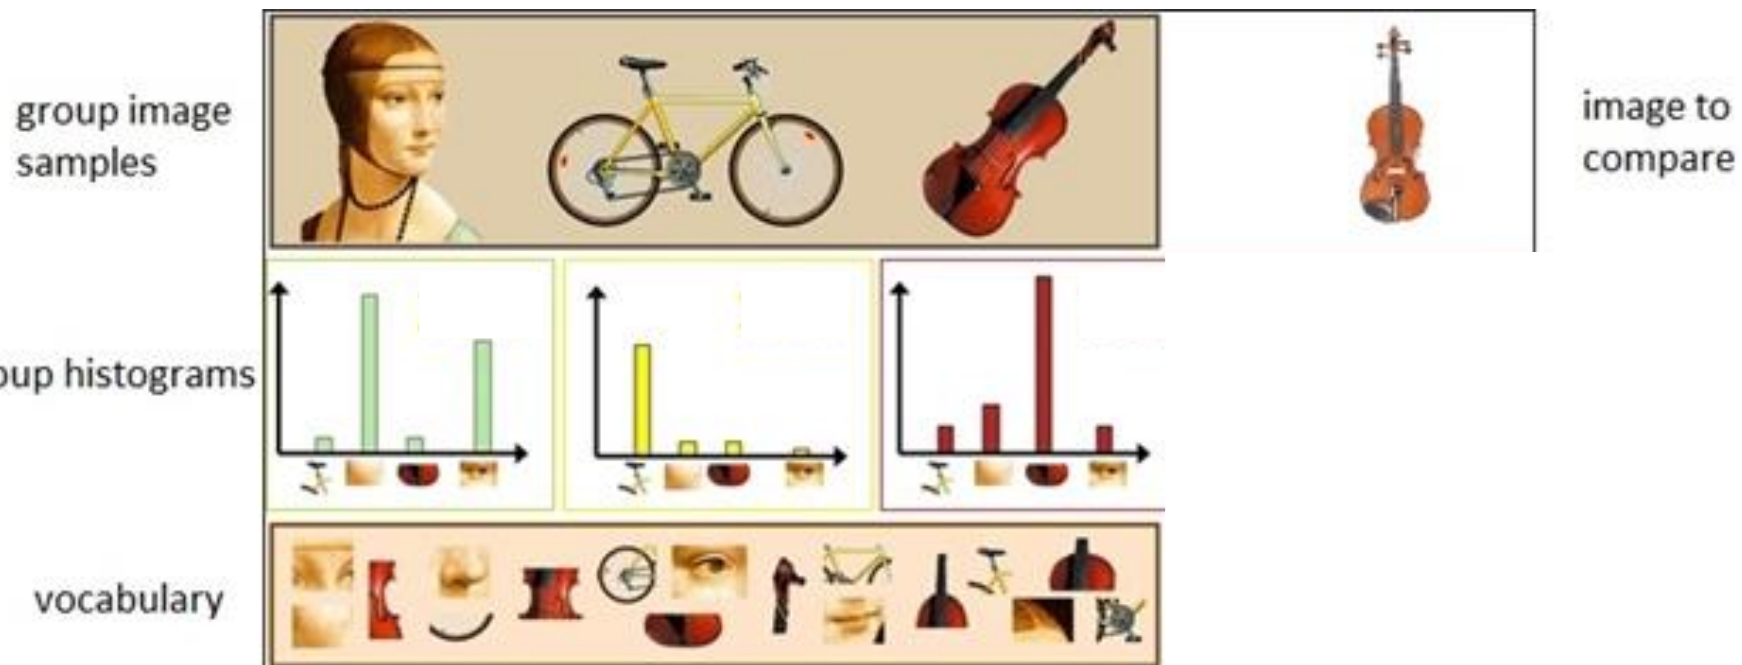 group image
samples
image to
compare
oup histograms
vocabulary